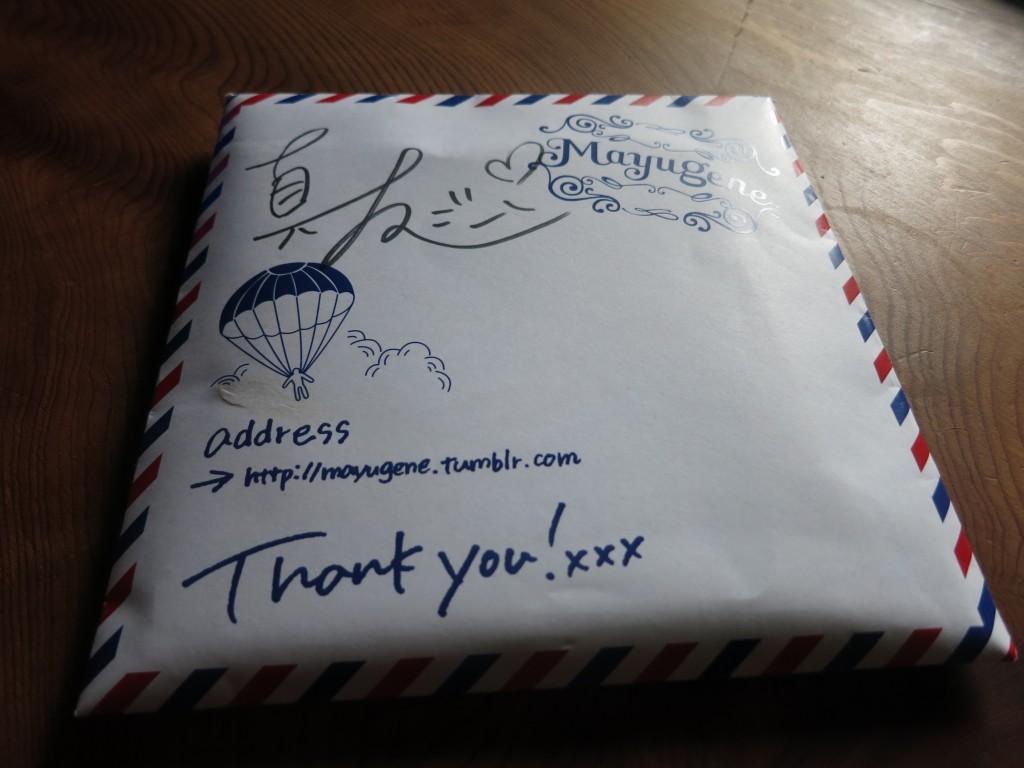 Mayugene
address
→ http://mayugene.tumblr.com
Thank you! xxx